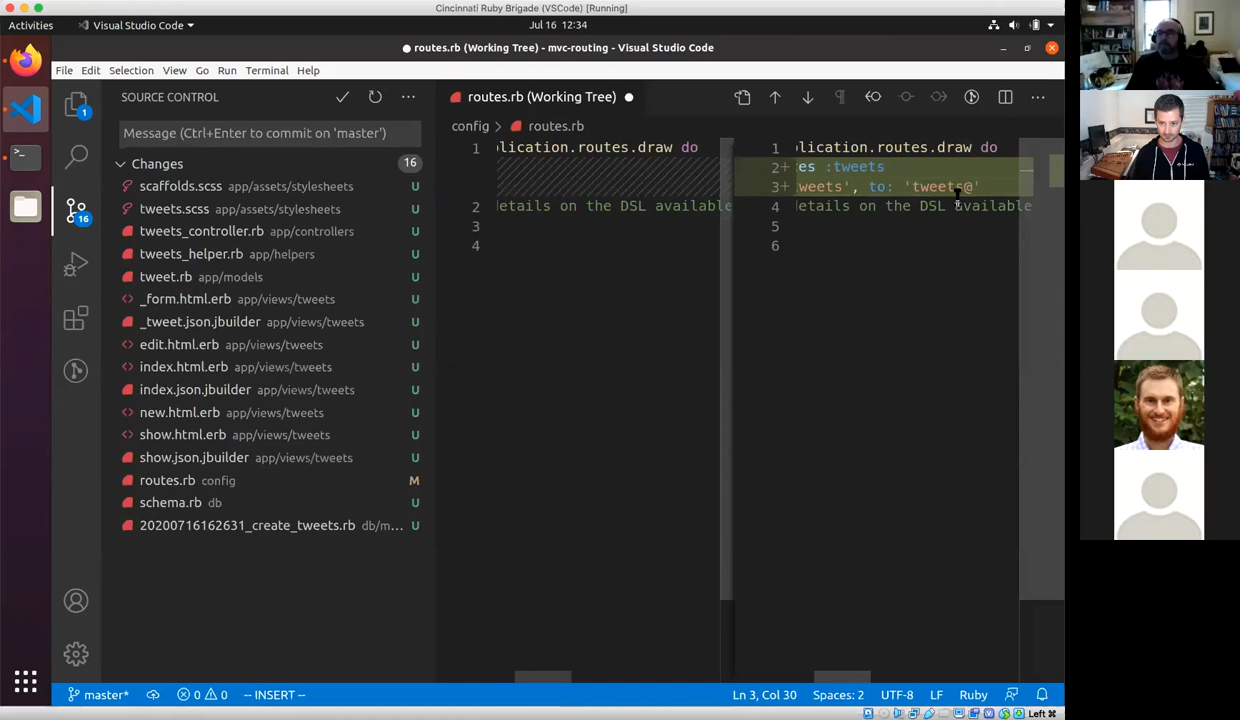 Cincinnati Ruby Brigade (VSCode) [Running]
Activities Visual Studio Code Jul 16 12:34
routes.rb (Working Tree) - mvc-routing - Visual Studio Code
File Edit Selection View Go Run Terminal Help
SOURCE CONTROL
routes.rb (Working Tree)
config > routes.rb
Message (Ctrl+Enter to commit on 'master')
Changes 16
scaffolds.scss app/assets/stylesheets U
tweets.scss app/assets/stylesheets U
tweets_controller.rb app/controllers U
tweets_helper.rb app/helpers U
tweet.rb app/models U
_form.html.erb app/views/tweets U
_tweet.json.jbuilder app/views/tweets U
edit.html.erb app/views/tweets U
index.html.erb app/views/tweets U
index.json.jbuilder app/views/tweets U
new.html.erb app/views/tweets U
show.html.erb app/views/tweets U
show.json.jbuilder app/views/tweets U
routes.rb config M
schema.rb db U
20200716162631_create_tweets.rb db/m... U
1
16
1 plication.routes.draw do
2 etails on the DSL available
3
4
1 plication.routes.draw do
2+ es :tweets
3+ weets', to: 'tweets@'
4 etails on the DSL available
5
6
master* 0 0 -- INSERT -- Ln 3, Col 30 Spaces: 2 UTF-8 LF Ruby
Left ⌘